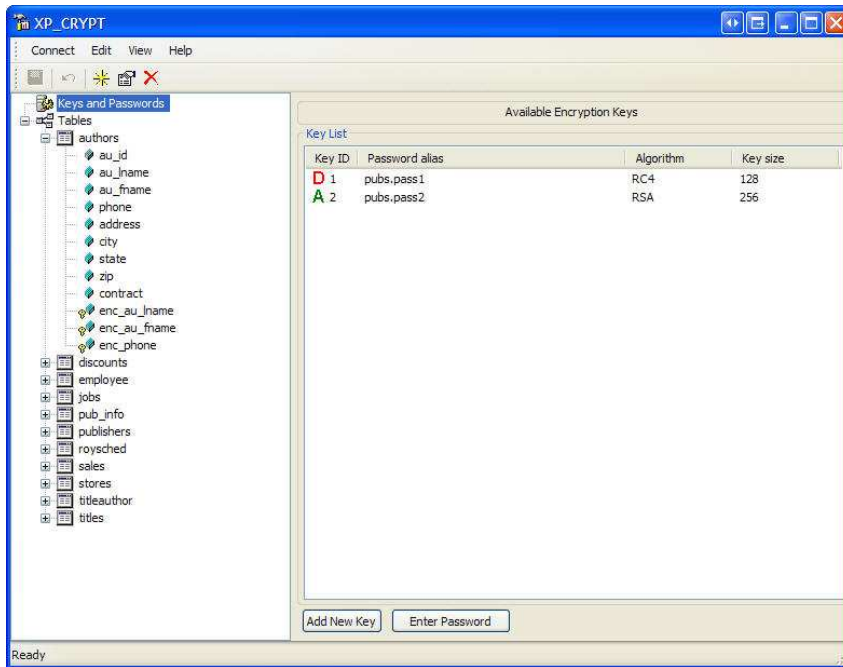 XP_CRYPT
Connect Edit View Help
Keys and Passwords
Tables
authors
au_id
au_lname
au_fname
phone
address
city
state
zip
contract
enc_au_lname
enc_au_fname
enc_phone
discounts
employee
jobs
pub_info
publishers
roysched
sales
stores
titleauthor
titles
Available Encryption Keys
Key List
Key ID Password alias Algorithm Key size
D 1 pubs.pass1 RC4 128
A 2 pubs.pass2 RSA 256
Add New Key Enter Password
Ready